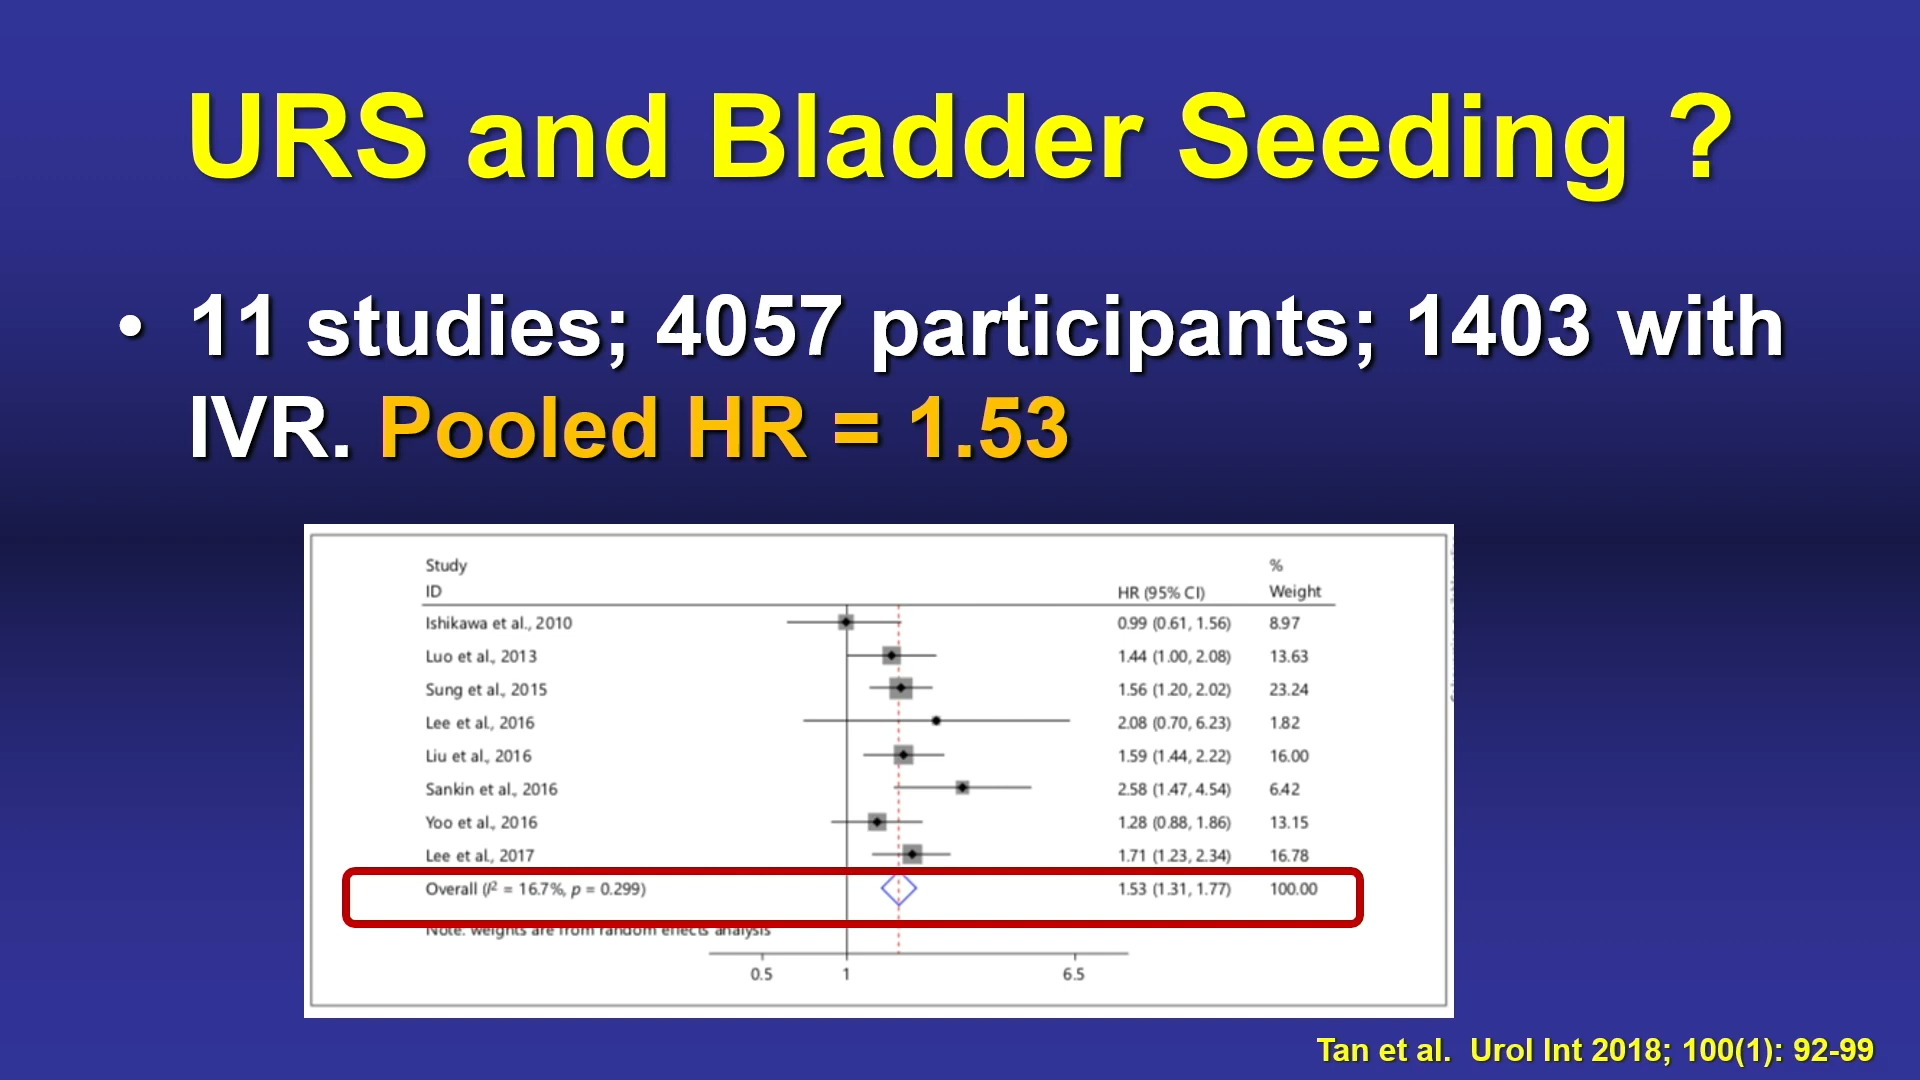 URS and Bladder Seeding ?
• 11 studies; 4057 participants; 1403 with
IVR. Pooled HR = 1.53
Study %
ID HR (95% CI) Weight
Ishikawa et al., 2010 0.99 (0.61, 1.56) 8.97
Luo et al., 2013 1.44 (1.00, 2.08) 13.63
Sung et al., 2015 1.56 (1.20, 2.02) 23.24
Lee et al., 2016 2.08 (0.70, 6.23) 1.82
Liu et al., 2016 1.59 (1.44, 2.22) 16.00
Sankin et al., 2016 2.58 (1.47, 4.54) 6.42
Yoo et al., 2016 1.28 (0.88, 1.86) 13.15
Lee et al., 2017 1.71 (1.23, 2.34) 16.78
Overall (I² = 16.7%, p = 0.299) 1.53 (1.31, 1.77) 100.00
Note: weights are from random effects analysis
0.5 1 6.5
Tan et al. Urol Int 2018; 100(1): 92-99